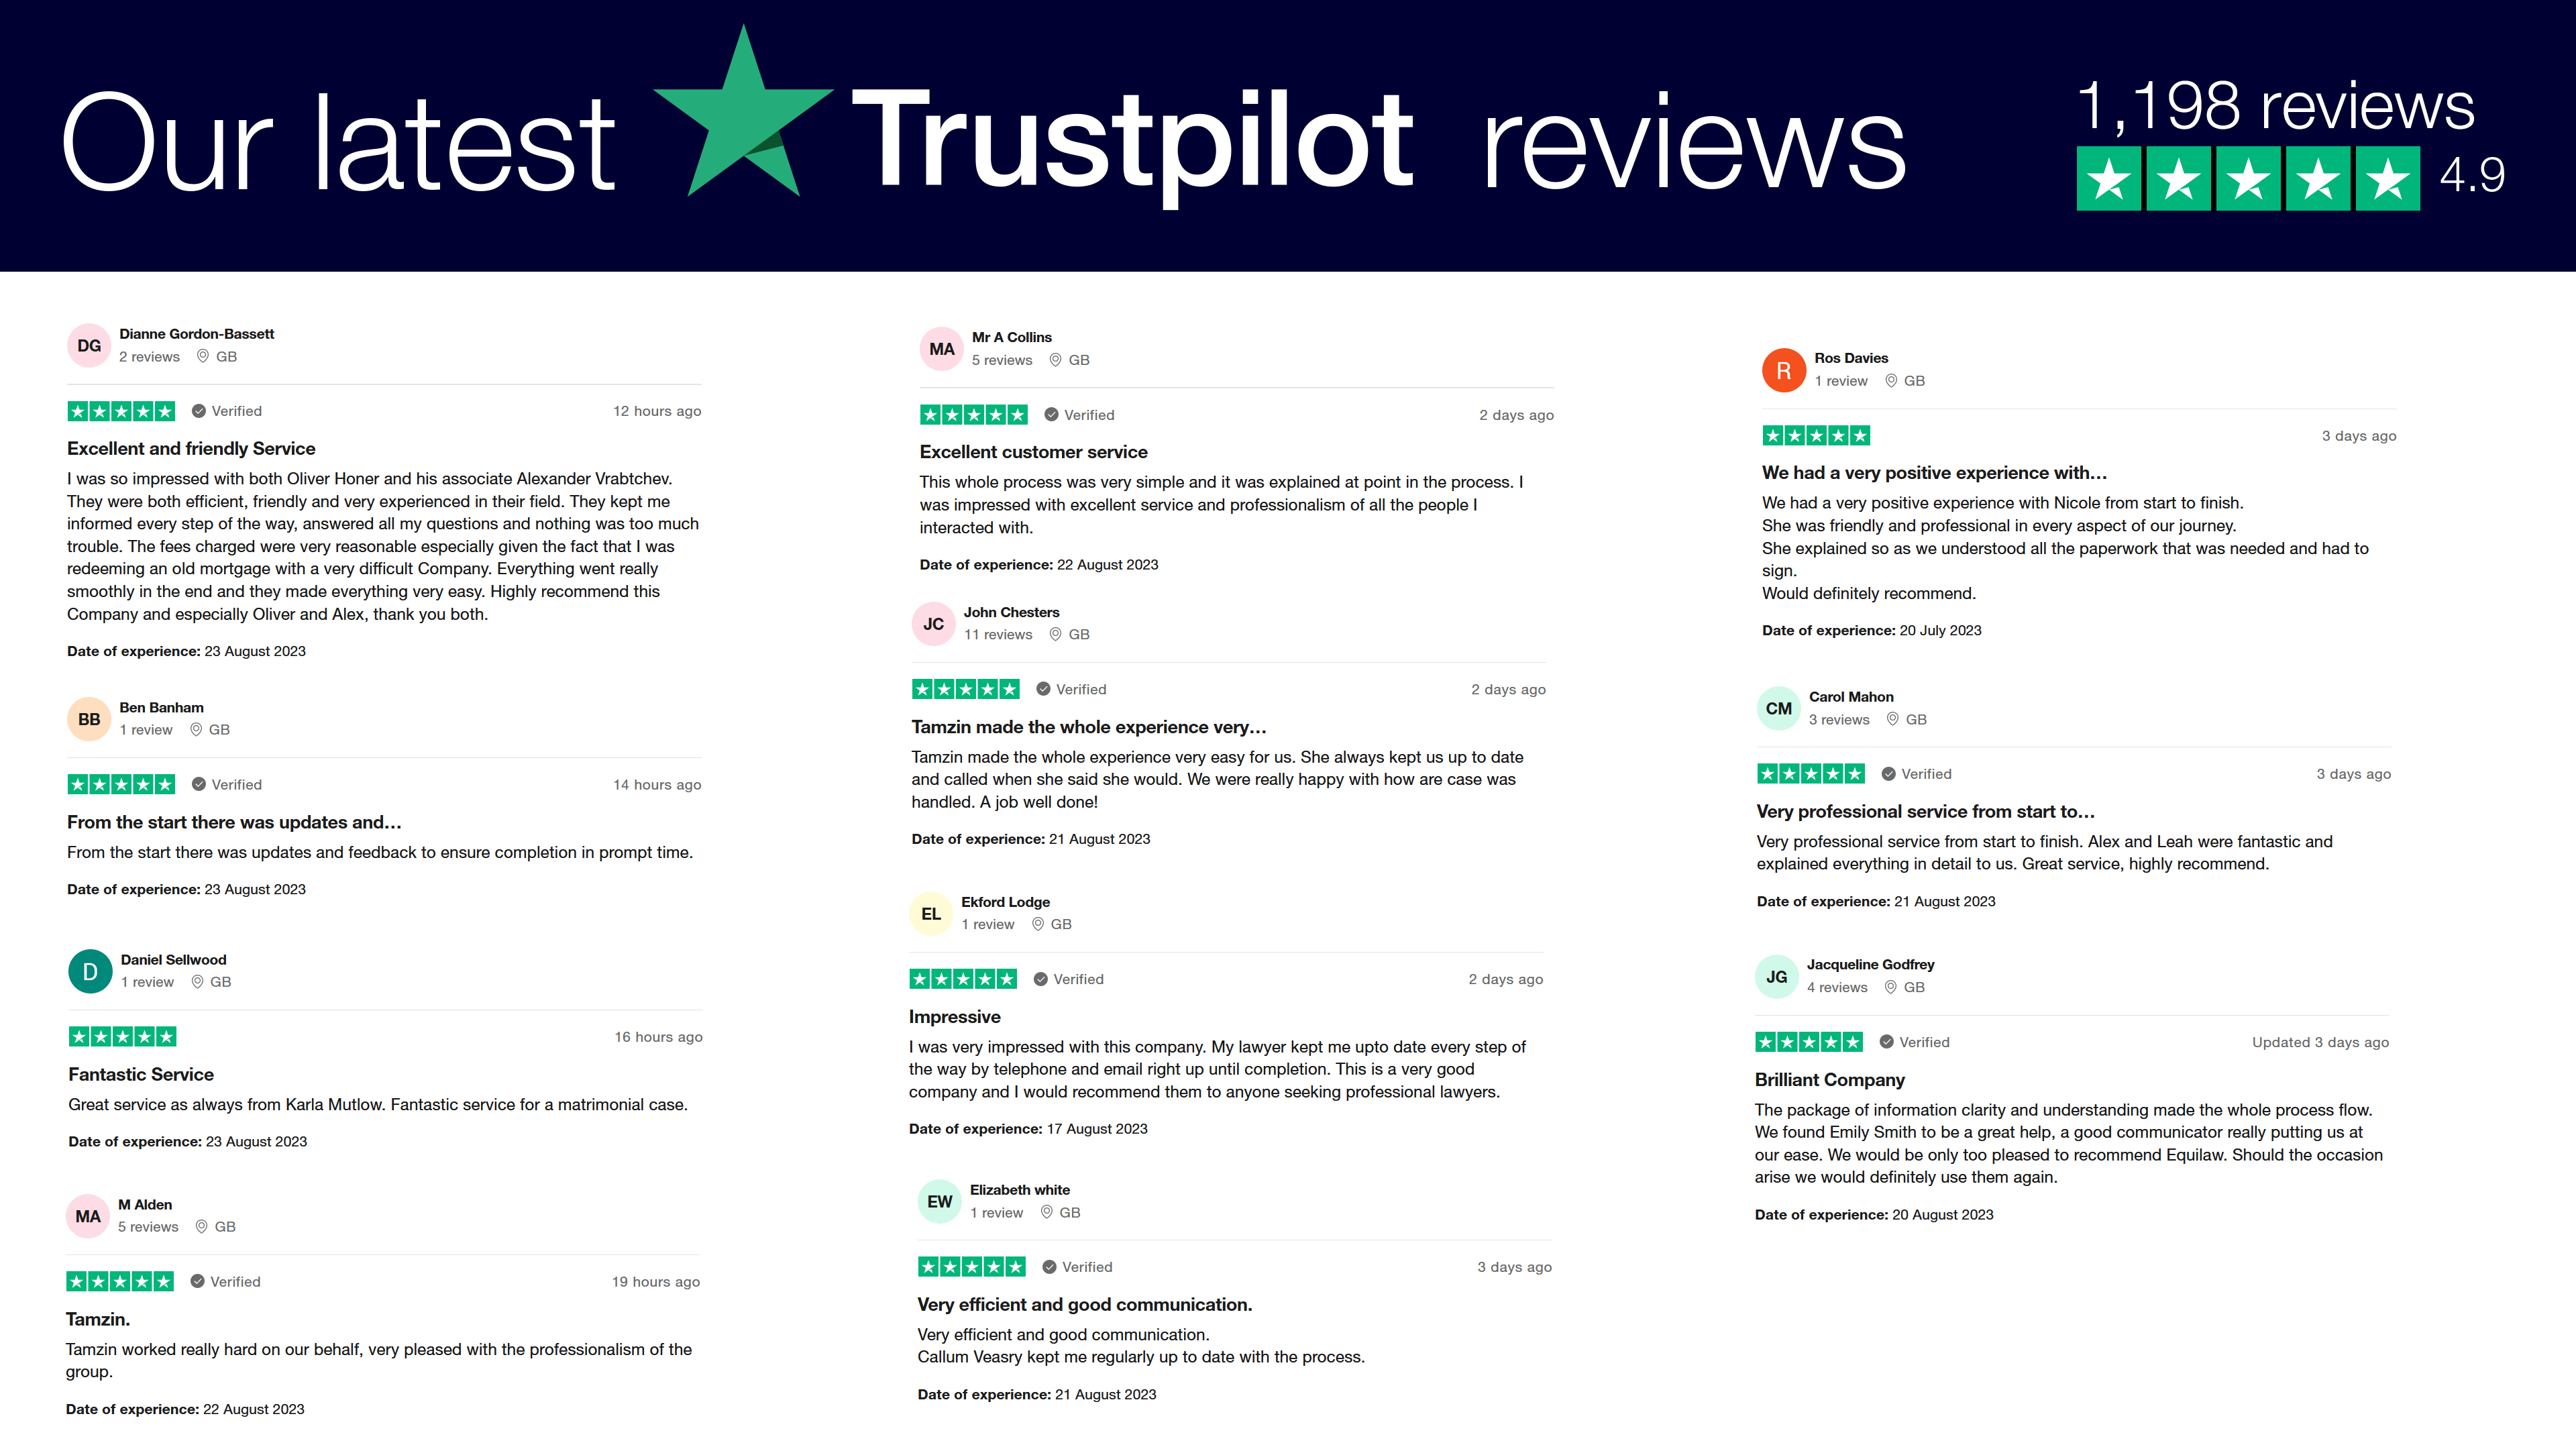 Our latest Trustpilot reviews
1,198 reviews
4.9
DG
Dianne Gordon-Bassett
2 reviews GB
Verified 12 hours ago
Excellent and friendly Service
I was so impressed with both Oliver Honer and his associate Alexander Vrabtchev.
They were both efficient, friendly and very experienced in their field. They kept me
informed every step of the way, answered all my questions and nothing was too much
trouble. The fees charged were very reasonable especially given the fact that I was
redeeming an old mortgage with a very difficult Company. Everything went really
smoothly in the end and they made everything very easy. Highly recommend this
Company and especially Oliver and Alex, thank you both.
Date of experience: 23 August 2023
BB
Ben Banham
1 review GB
Verified 14 hours ago
From the start there was updates and…
From the start there was updates and feedback to ensure completion in prompt time.
Date of experience: 23 August 2023
D
Daniel Sellwood
1 review GB
16 hours ago
Fantastic Service
Great service as always from Karla Mutlow. Fantastic service for a matrimonial case.
Date of experience: 23 August 2023
MA
M Alden
5 reviews GB
Verified 19 hours ago
Tamzin.
Tamzin worked really hard on our behalf, very pleased with the professionalism of the
group.
Date of experience: 22 August 2023
MA
Mr A Collins
5 reviews GB
Verified 2 days ago
Excellent customer service
This whole process was very simple and it was explained at point in the process. I
was impressed with excellent service and professionalism of all the people I
interacted with.
Date of experience: 22 August 2023
JC
John Chesters
11 reviews GB
Verified 2 days ago
Tamzin made the whole experience very…
Tamzin made the whole experience very easy for us. She always kept us up to date
and called when she said she would. We were really happy with how are case was
handled. A job well done!
Date of experience: 21 August 2023
EL
Ekford Lodge
1 review GB
Verified 2 days ago
Impressive
I was very impressed with this company. My lawyer kept me upto date every step of
the way by telephone and email right up until completion. This is a very good
company and I would recommend them to anyone seeking professional lawyers.
Date of experience: 17 August 2023
EW
Elizabeth white
1 review GB
Verified 3 days ago
Very efficient and good communication.
Very efficient and good communication.
Callum Veasry kept me regularly up to date with the process.
Date of experience: 21 August 2023
R
Ros Davies
1 review GB
3 days ago
We had a very positive experience with…
We had a very positive experience with Nicole from start to finish.
She was friendly and professional in every aspect of our journey.
She explained so as we understood all the paperwork that was needed and had to
sign.
Would definitely recommend.
Date of experience: 20 July 2023
CM
Carol Mahon
3 reviews GB
Verified 3 days ago
Very professional service from start to…
Very professional service from start to finish. Alex and Leah were fantastic and
explained everything in detail to us. Great service, highly recommend.
Date of experience: 21 August 2023
JG
Jacqueline Godfrey
4 reviews GB
Verified Updated 3 days ago
Brilliant Company
The package of information clarity and understanding made the whole process flow.
We found Emily Smith to be a great help, a good communicator really putting us at
our ease. We would be only too pleased to recommend Equilaw. Should the occasion
arise we would definitely use them again.
Date of experience: 20 August 2023